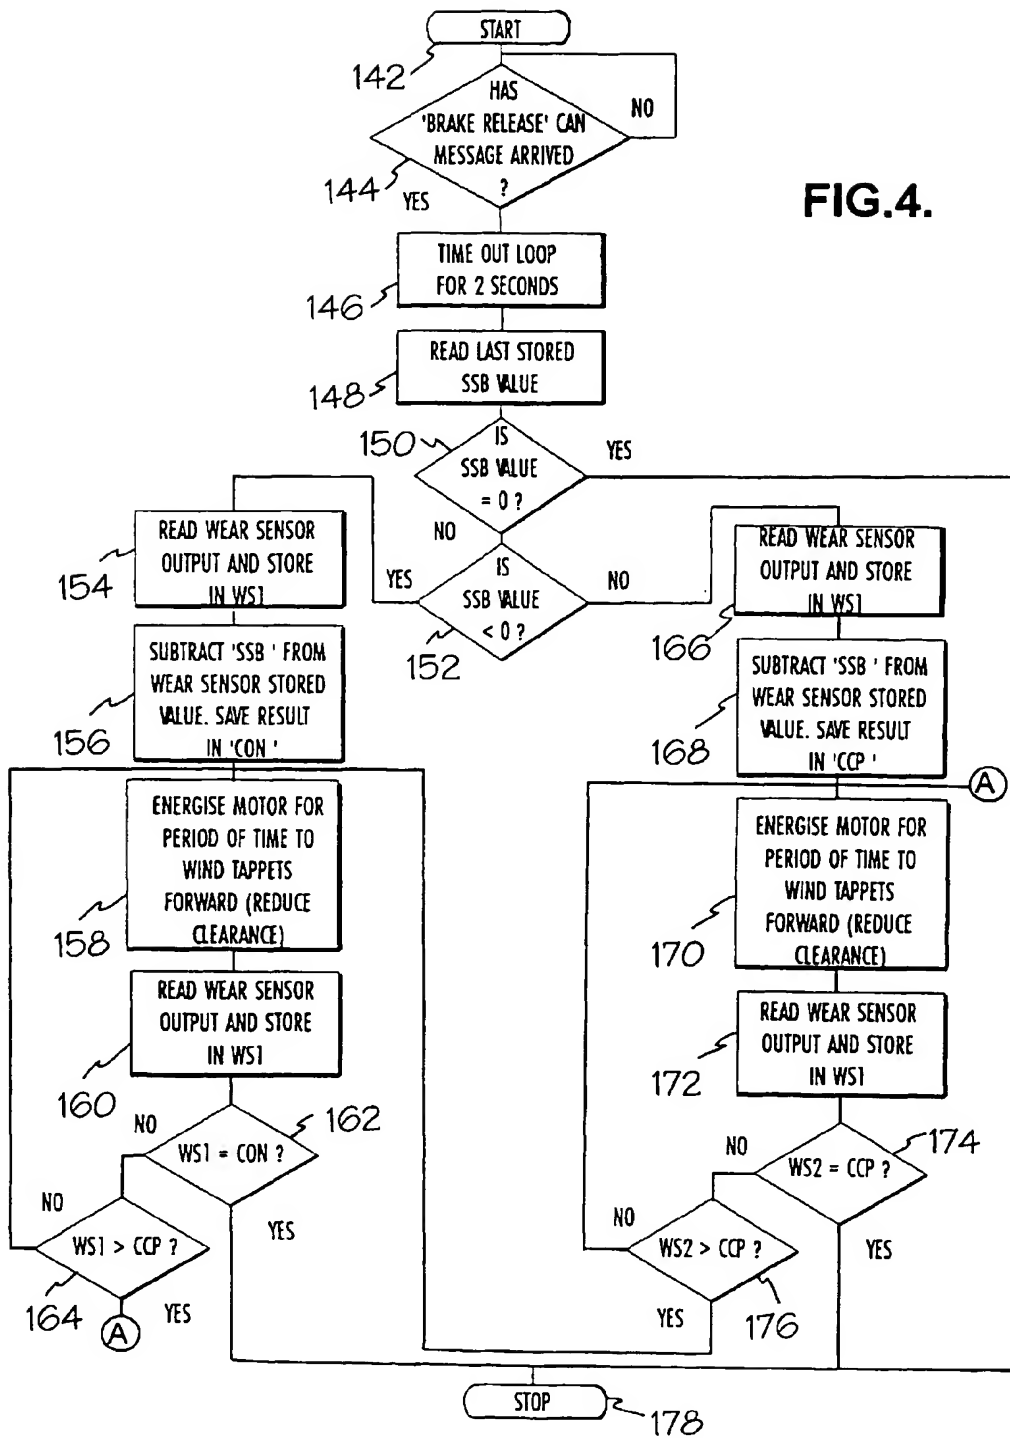 START
142
HAS
'BRAKE RELEASE' CAN
MESSAGE ARRIVED
?
NO
144
YES
FIG.4.
TIME OUT LOOP
FOR 2 SECONDS
146
READ LAST STORED
SSB VALUE
148
150
IS
SSB VALUE
= 0 ?
YES
NO
IS
SSB VALUE
< 0 ?
YES
NO
152
READ WEAR SENSOR
OUTPUT AND STORE
IN WS1
154
SUBTRACT 'SSB ' FROM
WEAR SENSOR STORED
VALUE. SAVE RESULT
IN 'CON '
156
ENERGISE MOTOR FOR
PERIOD OF TIME TO
WIND TAPPETS
FORWARD (REDUCE
CLEARANCE)
158
READ WEAR SENSOR
OUTPUT AND STORE
IN WS1
160
NO
162
WS1 = CON ?
YES
NO
WS1 > CCP ?
164
YES
A
READ WEAR SENSOR
OUTPUT AND STORE
IN WS1
166
SUBTRACT 'SSB ' FROM
WEAR SENSOR STORED
VALUE. SAVE RESULT
IN 'CCP '
168
A
ENERGISE MOTOR FOR
PERIOD OF TIME TO
WIND TAPPETS
FORWARD (REDUCE
CLEARANCE)
170
READ WEAR SENSOR
OUTPUT AND STORE
IN WS1
172
NO
174
WS2 = CCP ?
YES
NO
WS2 > CCP ?
YES
176
STOP
178